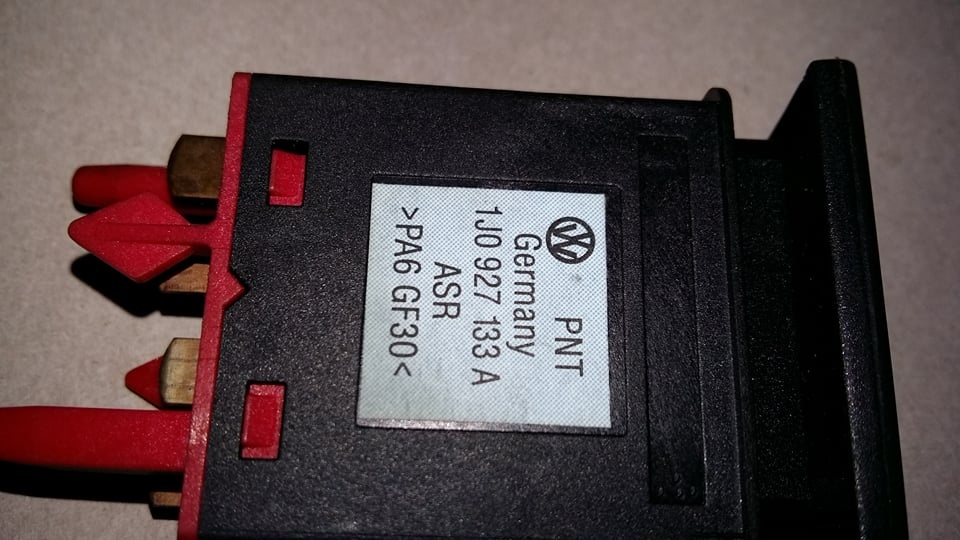 PNT
Germany
1J0 927 133 A
ASR
>PA6 GF30<